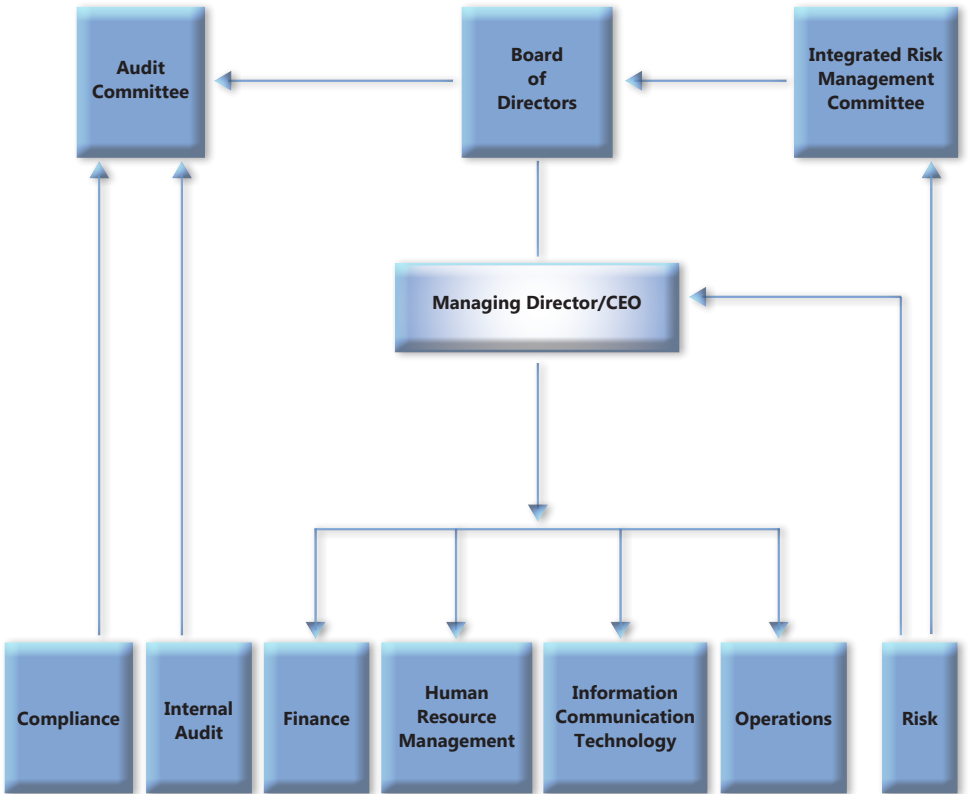 Audit
Committee
Board
of
Directors
Integrated Risk
Management
Committee
Managing Director/CEO
Compliance
Internal
Audit
Finance
Human
Resource
Management
Information
Communication
Technology
Operations
Risk